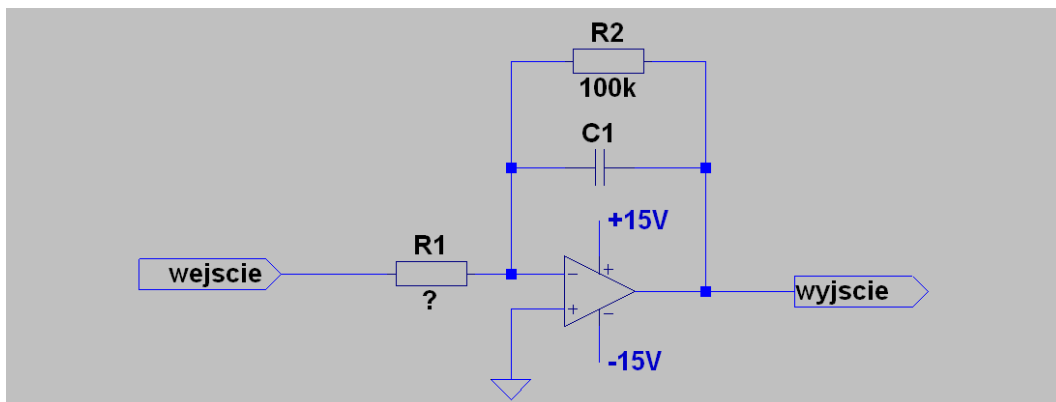 R2
100k
C1
+15V
R1
wejscie
?
+
−
+
−
wyjscie
-15V